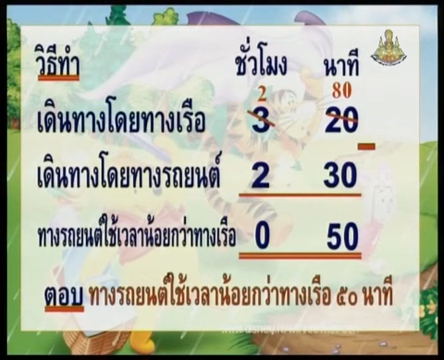 วิธีทำ ชั่วโมง นาที
2 80
เดินทางโดยทางเรือ 3 20
เดินทางโดยทางรถยนต์ 2 30
ทางรถยนต์ใช้เวลาน้อยกว่าทางเรือ 0 50
ตอบ ทางรถยนต์ใช้เวลาน้อยกว่าทางเรือ ๕๐ นาที